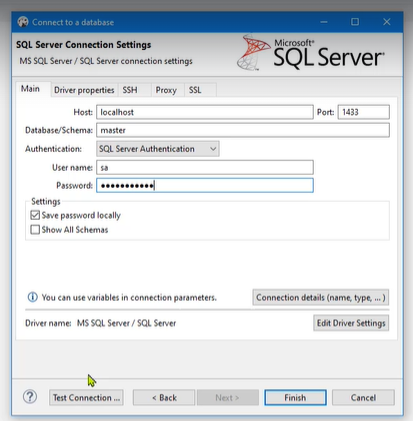 Connect to a database
SQL Server Connection Settings
MS SQL Server / SQL Server connection settings
Microsoft®
SQL Server®
Main Driver properties SSH Proxy SSL
Host: localhost Port: 1433
Database/Schema: master
Authentication: SQL Server Authentication
User name: sa
Password: •••••••••••
Settings
Save password locally
Show All Schemas
You can use variables in connection parameters. Connection details (name, type, ... )
Driver name: MS SQL Server / SQL Server Edit Driver Settings
? Test Connection ... < Back Next > Finish Cancel